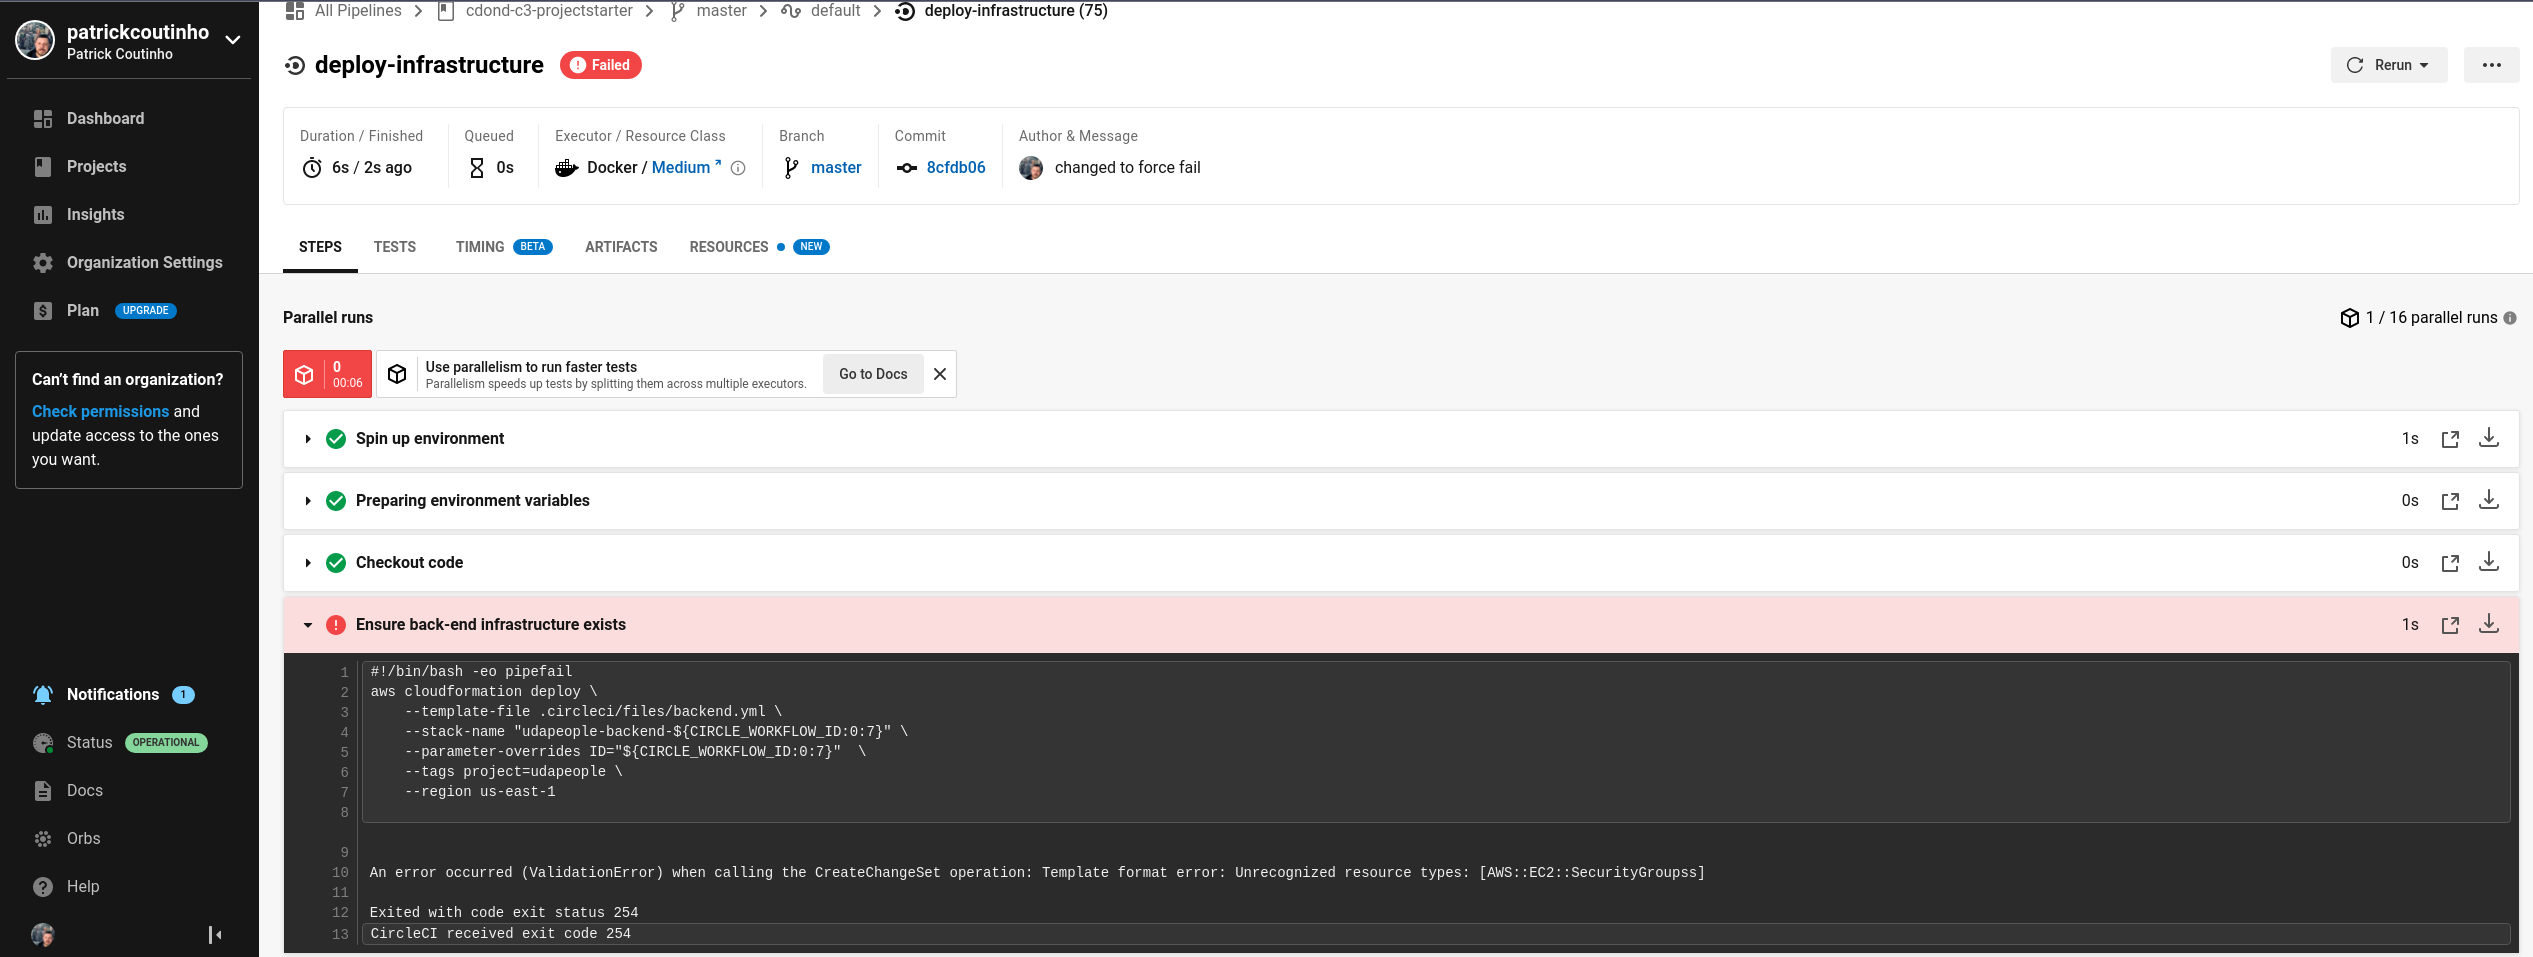 All Pipelines
cdond-c3-projectstarter
master
default
deploy-infrastructure (75)
patrickcoutinho
Patrick Coutinho
deploy-infrastructure
Failed
Rerun
Dashboard
Projects
Insights
Organization Settings
Plan UPGRADE
Can't find an organization?
Check permissions and
update access to the ones
you want.
Notifications 1
Status OPERATIONAL
Docs
Orbs
Help
Duration / Finished
6s / 2s ago
Queued
0s
Executor / Resource Class
Docker / Medium
Branch
master
Commit
8cfdb06
Author & Message
changed to force fail
STEPS TESTS TIMING BETA ARTIFACTS RESOURCES NEW
Parallel runs
1 / 16 parallel runs
0
00:06
Use parallelism to run faster tests
Parallelism speeds up tests by splitting them across multiple executors.
Go to Docs
Spin up environment 1s
Preparing environment variables 0s
Checkout code 0s
Ensure back-end infrastructure exists 1s
1 #!/bin/bash -eo pipefail
2 aws cloudformation deploy \
3 --template-file .circleci/files/backend.yml \
4 --stack-name "udapeople-backend-${CIRCLE_WORKFLOW_ID:0:7}" \
5 --parameter-overrides ID="${CIRCLE_WORKFLOW_ID:0:7}" \
6 --tags project=udapeople \
7 --region us-east-1
8
9
10 An error occurred (ValidationError) when calling the CreateChangeSet operation: Template format error: Unrecognized resource types: [AWS::EC2::SecurityGroupss]
11
12 Exited with code exit status 254
13 CircleCI received exit code 254